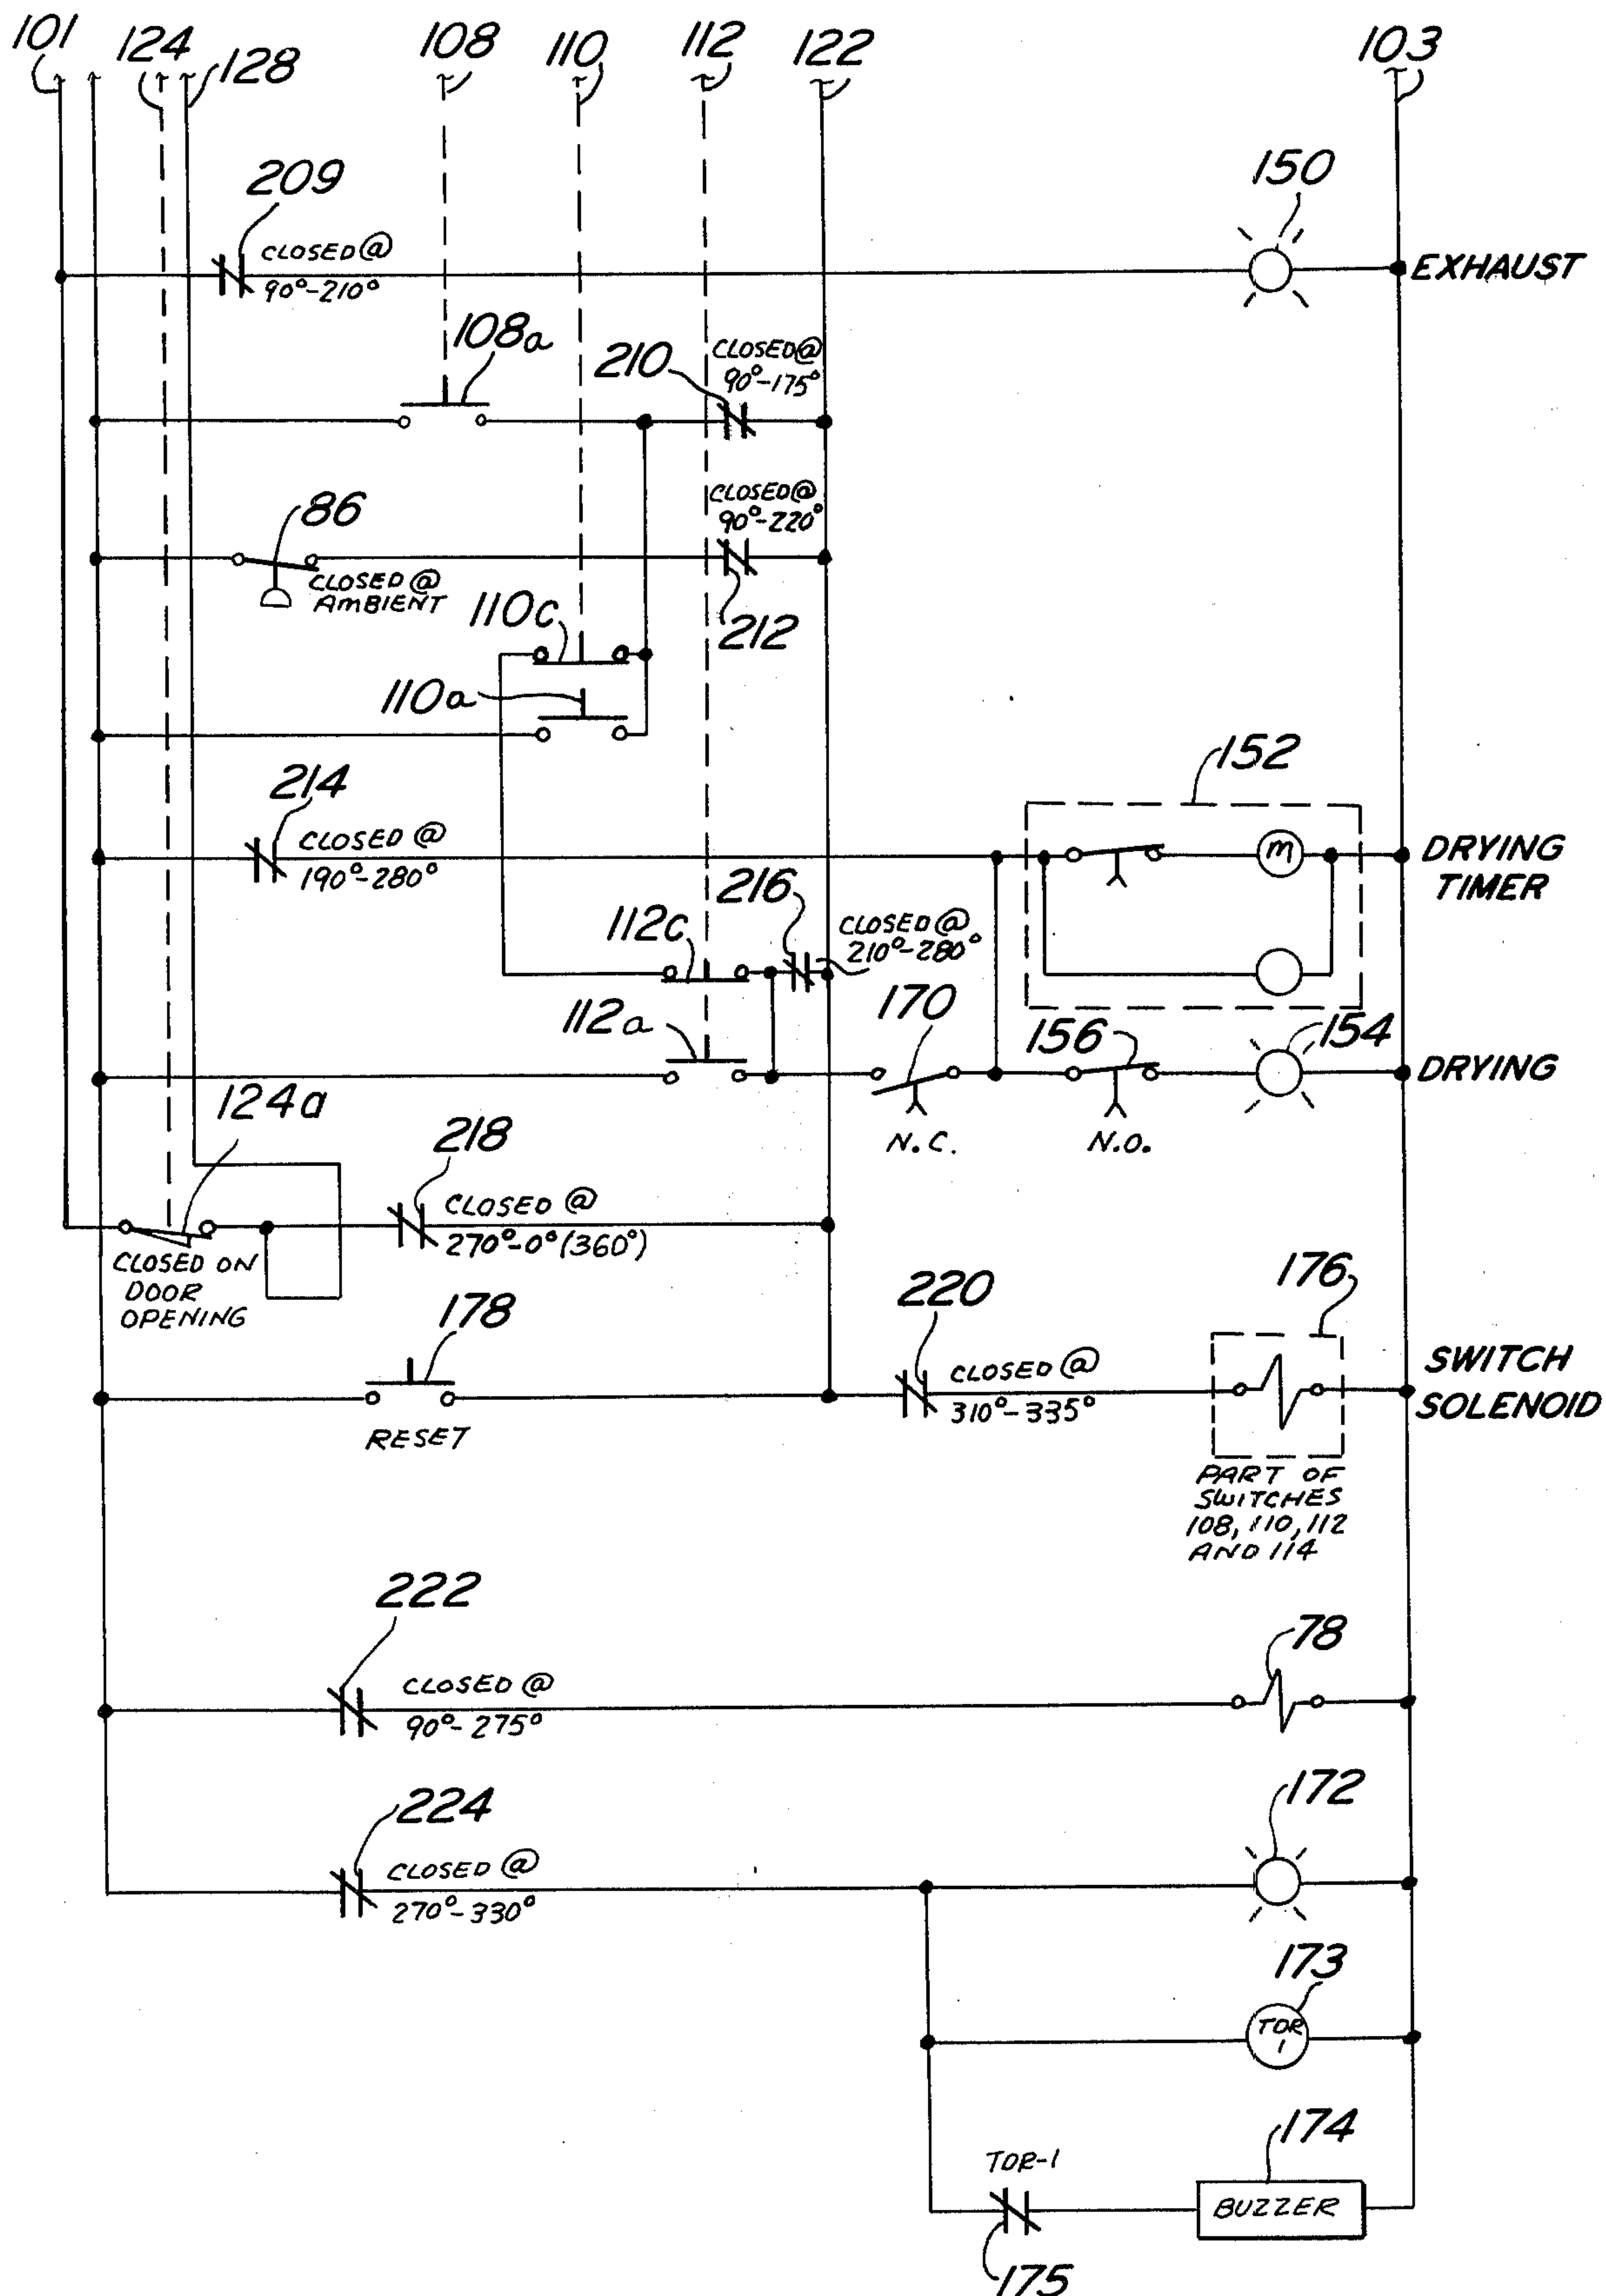 101
124
128
108
110
112
122
103
209
CLOSED @
90°-210°
150
EXHAUST
108a
210
CLOSED @
90°-175°
86
CLOSED @
AMBIENT
CLOSED @
90°-220°
212
110c
110a
214
CLOSED @
190°-280°
152
M
DRYING
TIMER
112c
216
CLOSED @
210°-280°
112a
170
N.C.
156
N.O.
154
DRYING
124a
CLOSED ON
DOOR
OPENING
218
CLOSED @
270°-0° (360°)
178
RESET
220
CLOSED @
310°-335°
176
SWITCH
SOLENOID
PART OF
SWITCHES
108, 110, 112
AND 114
222
CLOSED @
90°-275°
78
224
CLOSED @
270°-330°
172
173
TOR
1
TOR-1
175
174
BUZZER